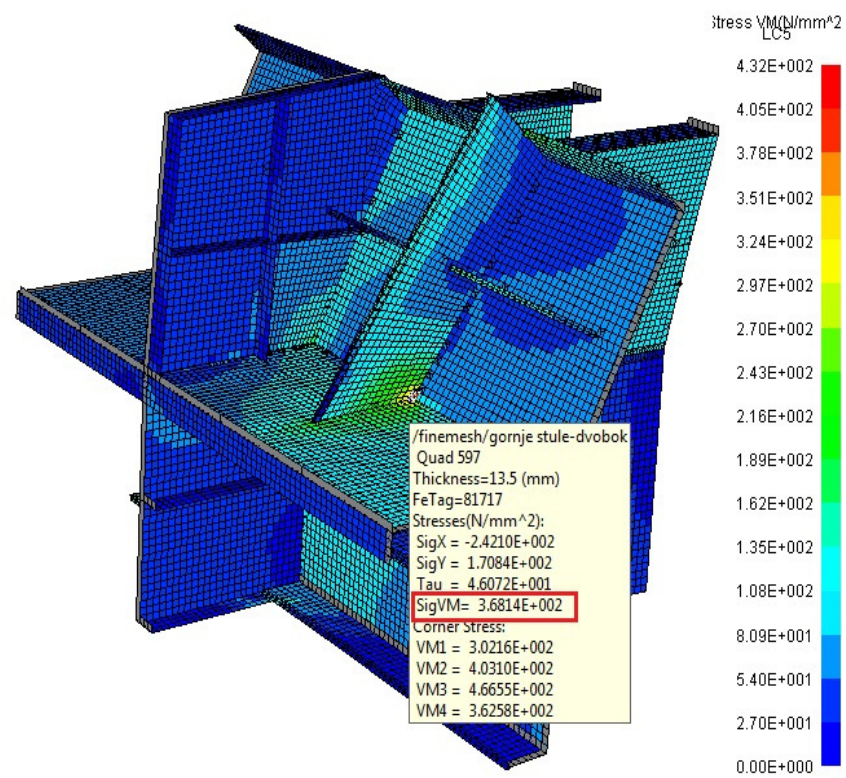 Stress VM(N/mm^2
LC5
4.32E+002
4.05E+002
3.78E+002
3.51E+002
3.24E+002
2.97E+002
2.70E+002
2.43E+002
2.16E+002
1.89E+002
1.62E+002
1.35E+002
1.08E+002
8.09E+001
5.40E+001
2.70E+001
0.00E+000
/finemesh/gornje stule-dvobok
Quad 597
Thickness=13.5 (mm)
FeTag=81717
Stresses(N/mm^2):
SigX = -2.4210E+002
SigY = 1.7084E+002
Tau = 4.6072E+001
SigVM= 3.6814E+002
Corner Stress:
VM1 = 3.0216E+002
VM2 = 4.0310E+002
VM3 = 4.6655E+002
VM4 = 3.6258E+002